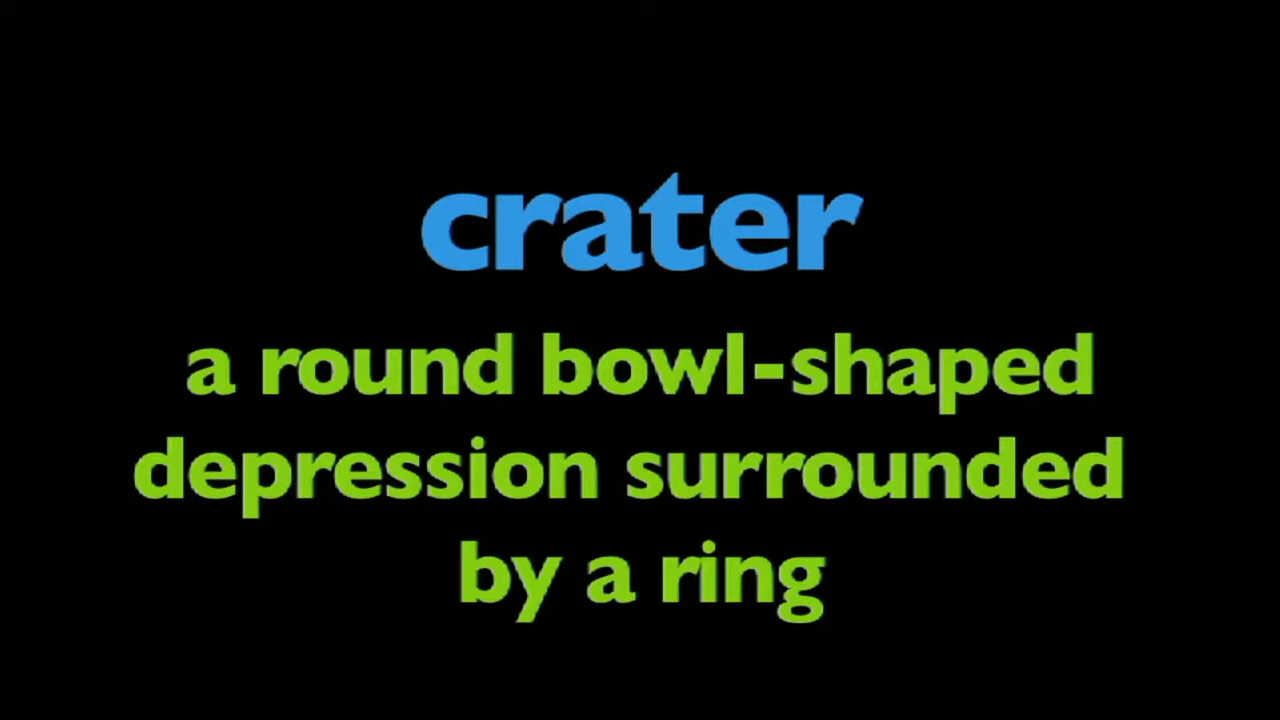 crater
a round bowl-shaped
depression surrounded
by a ring